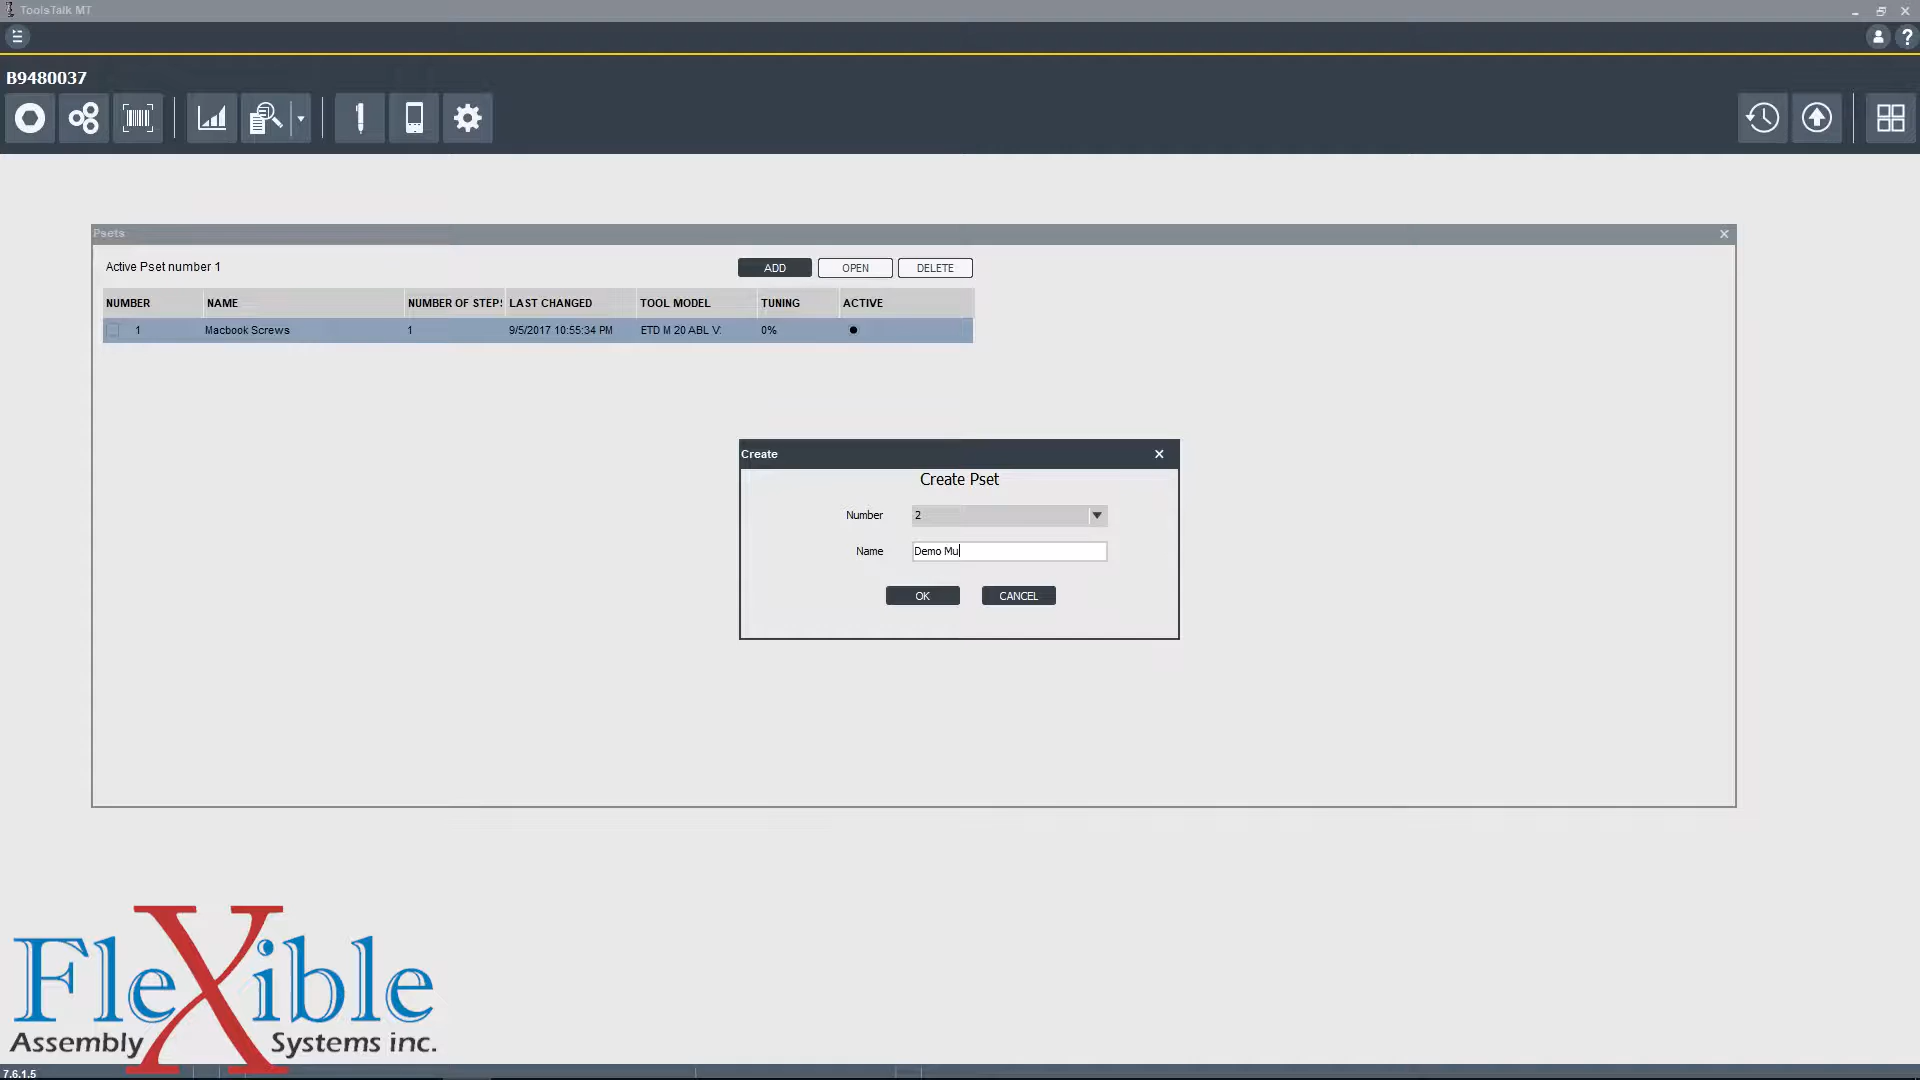 ToolsTalk MT
B9480037
Psets
Active Pset number 1
ADD
OPEN
DELETE
NUMBER NAME NUMBER OF STEPS LAST CHANGED TOOL MODEL TUNING ACTIVE
1 Macbook Screws 1 9/5/2017 10:55:34 PM ETD M 20 ABL V. 0%
Create
Create Pset
Number 2
Name Demo Mu
OK CANCEL
FleXible
Assembly Systems inc.
7.6.1.5